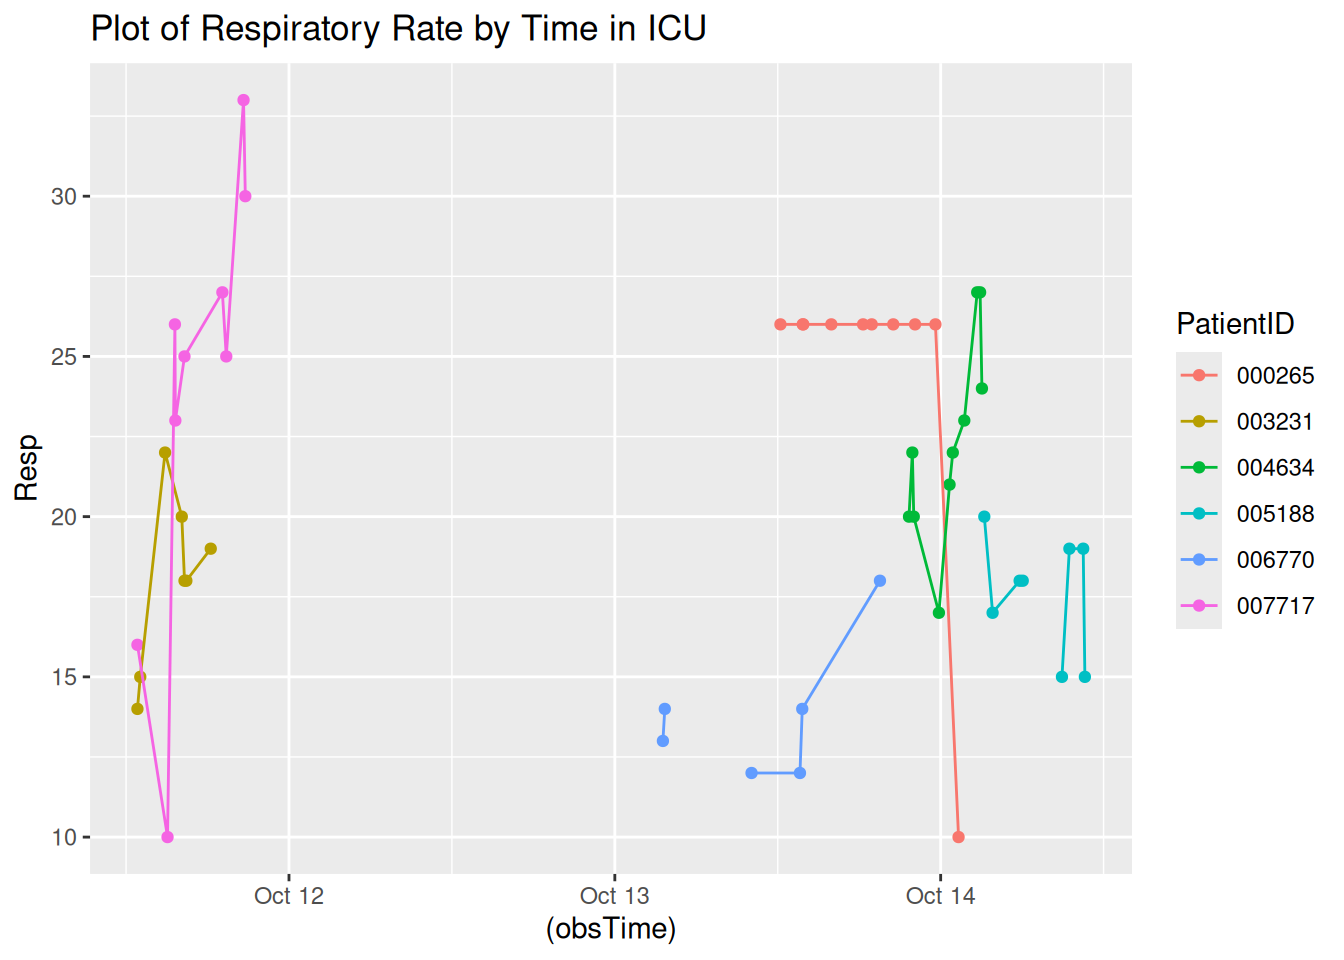 Plot of Respiratory Rate by Time in ICU
Resp
30
25
20
15
10
Oct 12
Oct 13
Oct 14
(obsTime)
PatientID
000265
003231
004634
005188
006770
007717